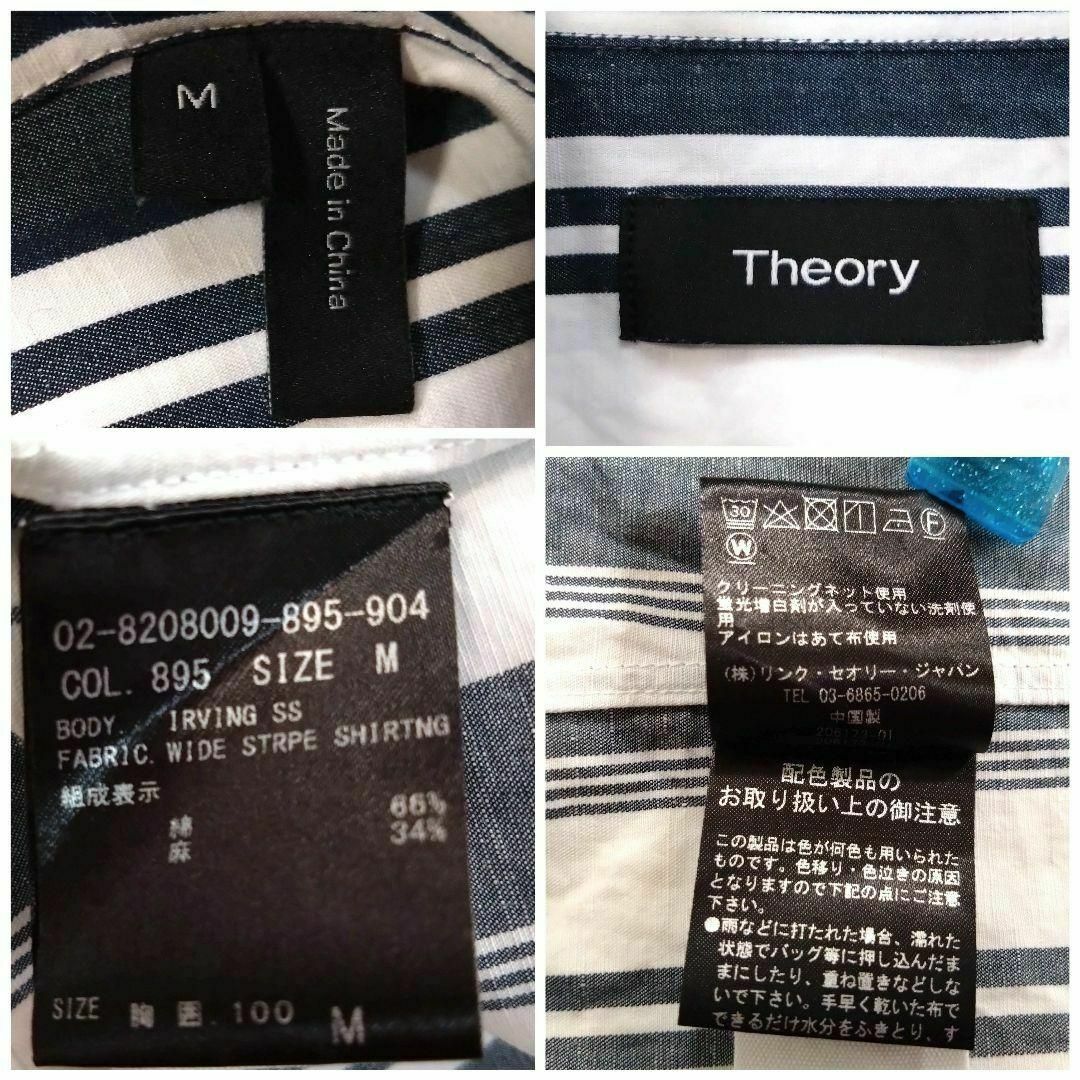 M
Made in China
Theory
02-8208009-895-904
COL. 895 SIZE M
BODY IRVING SS
FABRIC. WIDE STRPE SHIRTNG
組成表示
綿 66%
麻 34%
SIZE 胸囲.100 M
30
F
W
クリーニングネット使用
蛍光増白剤が入っていない洗剤使
用
アイロンはあて布使用
(株)リンク・セオリー・ジャパン
TEL 03-6865-0206
中国製
206173-01
配色製品の
お取り扱い上の御注意
この製品は色が何色も用いられた
ものです。色移り・色泣きの原因
となりますので下記の点にご注意
下さい。
●雨などに打たれた場合、濡れた
状態でバッグ等に押し込んだま
まにしたり、重ね置きなどしな
いで下さい。手早く乾いた布で
できるだけ水分をふきとり、す